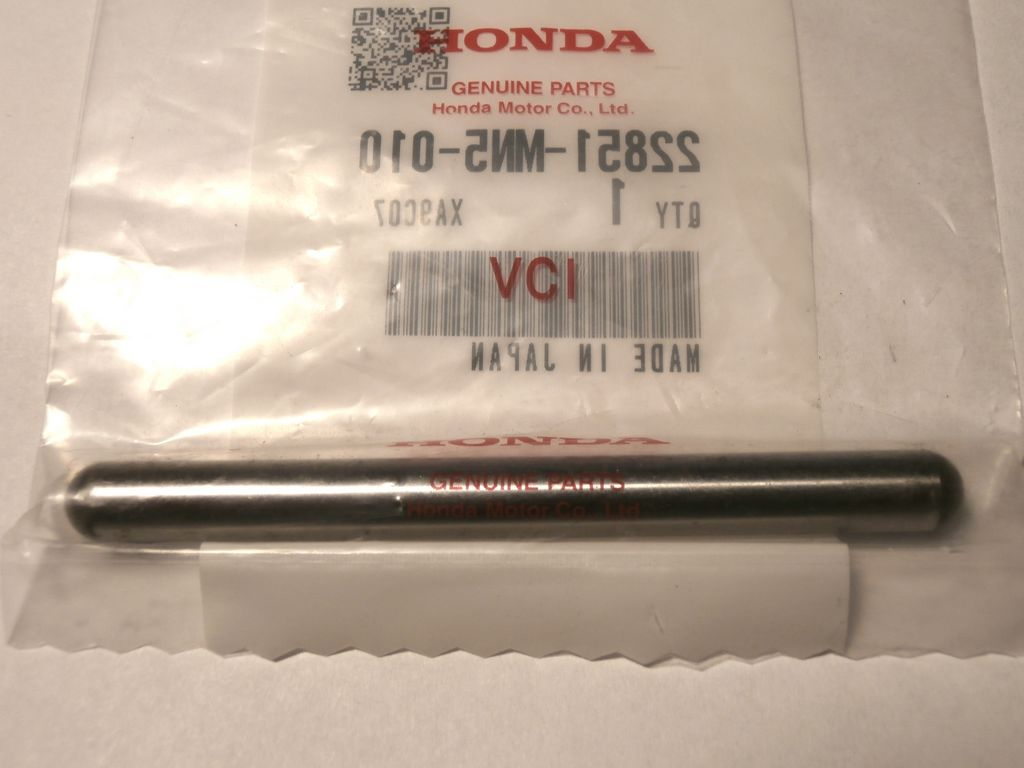 HONDA
GENUINE PARTS
Honda Motor Co., Ltd.
22851-MN5-010
QTY 1 XA9C07
VCI
MADE IN JAPAN
HONDA
GENUINE PARTS
Honda Motor Co., Ltd.